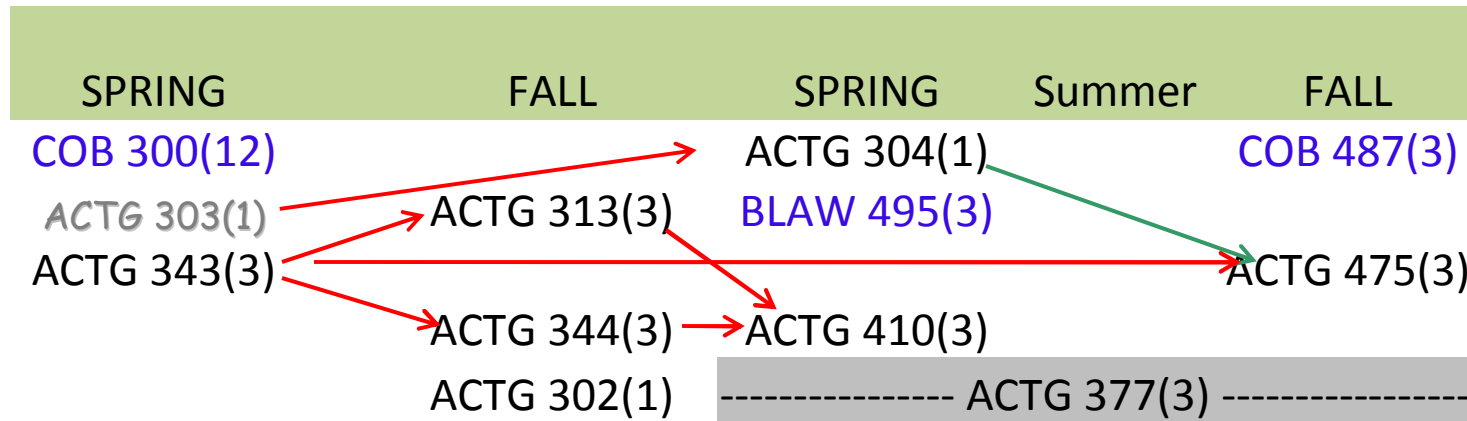 SPRING FALL SPRING Summer FALL
COB 300(12) ACTG 304(1) COB 487(3)
ACTG 303(1) ACTG 313(3) BLAW 495(3)
ACTG 343(3) ACTG 475(3)
ACTG 344(3) ACTG 410(3)
ACTG 302(1) ---------------- ACTG 377(3) -----------------